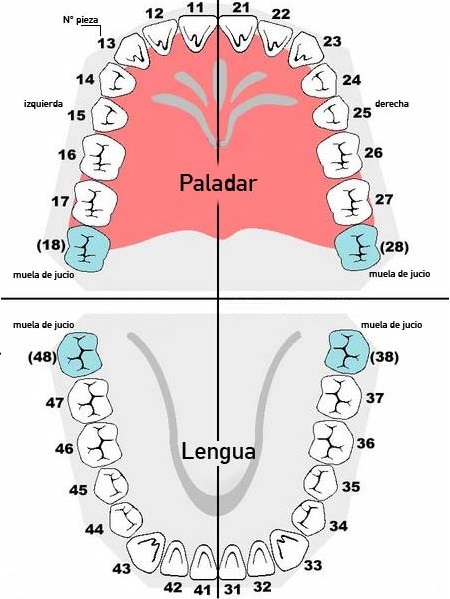 11 21
12 22
N° pieza
13 23
14 24
izquierda derecha
15 25
16 26
Paladar
17 27
(18) (28)
muela de jucio muela de jucio
muela de jucio muela de jucio
(48) (38)
47 37
46 36
Lengua
45 35
44 34
43 33
42 41 31 32